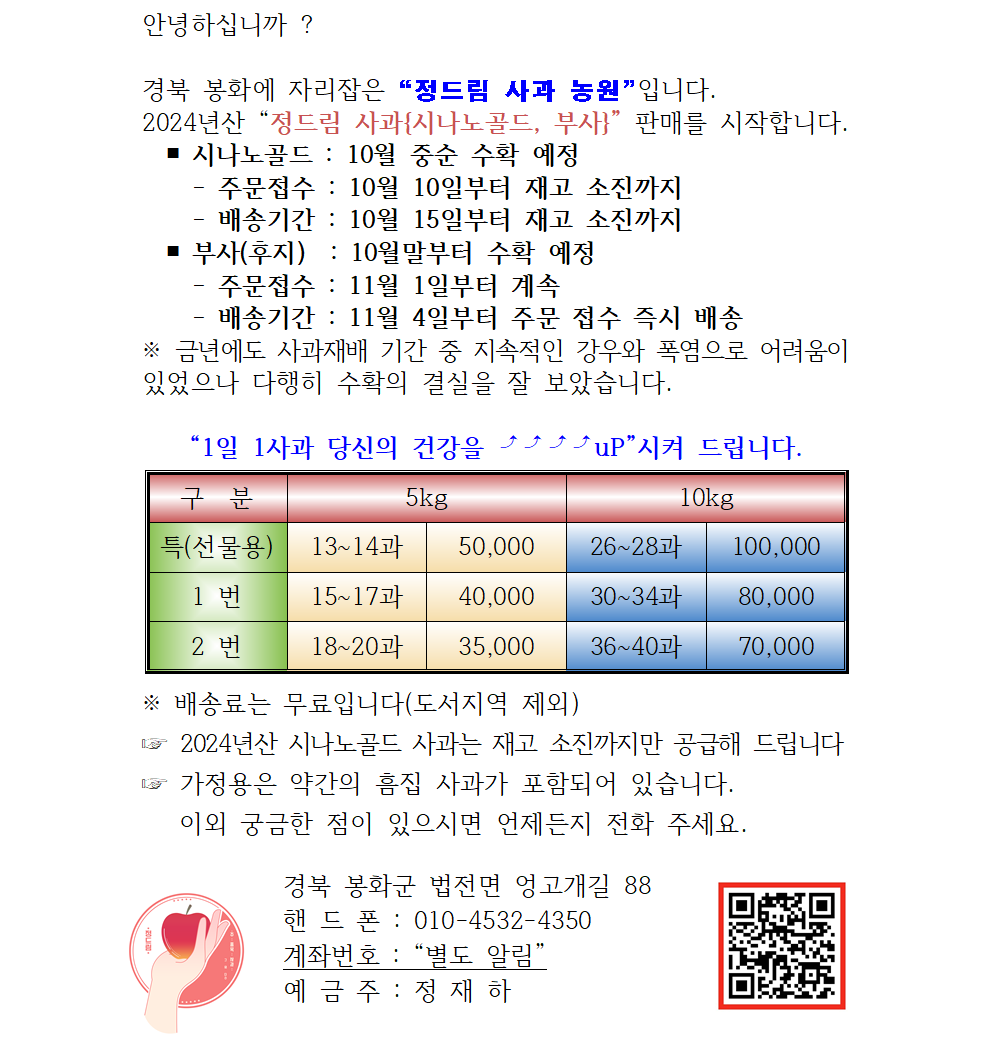 안녕하십니까 ?
경북 봉화에 자리잡은 “정드림 사과 농원”입니다.
2024년산 “정드림 사과{시나노골드, 부사}” 판매를 시작합니다.
■ 시나노골드 : 10월 중순 수확 예정
- 주문접수 : 10월 10일부터 재고 소진까지
- 배송기간 : 10월 15일부터 재고 소진까지
■ 부사(후지) : 10월말부터 수확 예정
- 주문접수 : 11월 1일부터 계속
- 배송기간 : 11월 4일부터 주문 접수 즉시 배송
※ 금년에도 사과재배 기간 중 지속적인 강우와 폭염으로 어려움이
있었으나 다행히 수확의 결실을 잘 보았습니다.
“1일 1사과 당신의 건강을 ⤴⤴⤴⤴uP”시켜 드립니다.
구 분 5kg 10kg
특(선물용) 13~14과 50,000 26~28과 100,000
1 번 15~17과 40,000 30~34과 80,000
2 번 18~20과 35,000 36~40과 70,000
※ 배송료는 무료입니다(도서지역 제외)
☞ 2024년산 시나노골드 사과는 재고 소진까지만 공급해 드립니다
☞ 가정용은 약간의 흠집 사과가 포함되어 있습니다.
이외 궁금한 점이 있으시면 언제든지 전화 주세요.
경북 봉화군 법전면 엉고개길 88
핸 드 폰 : 010-4532-4350
계좌번호 : “별도 알림”
예 금 주 : 정 재 하